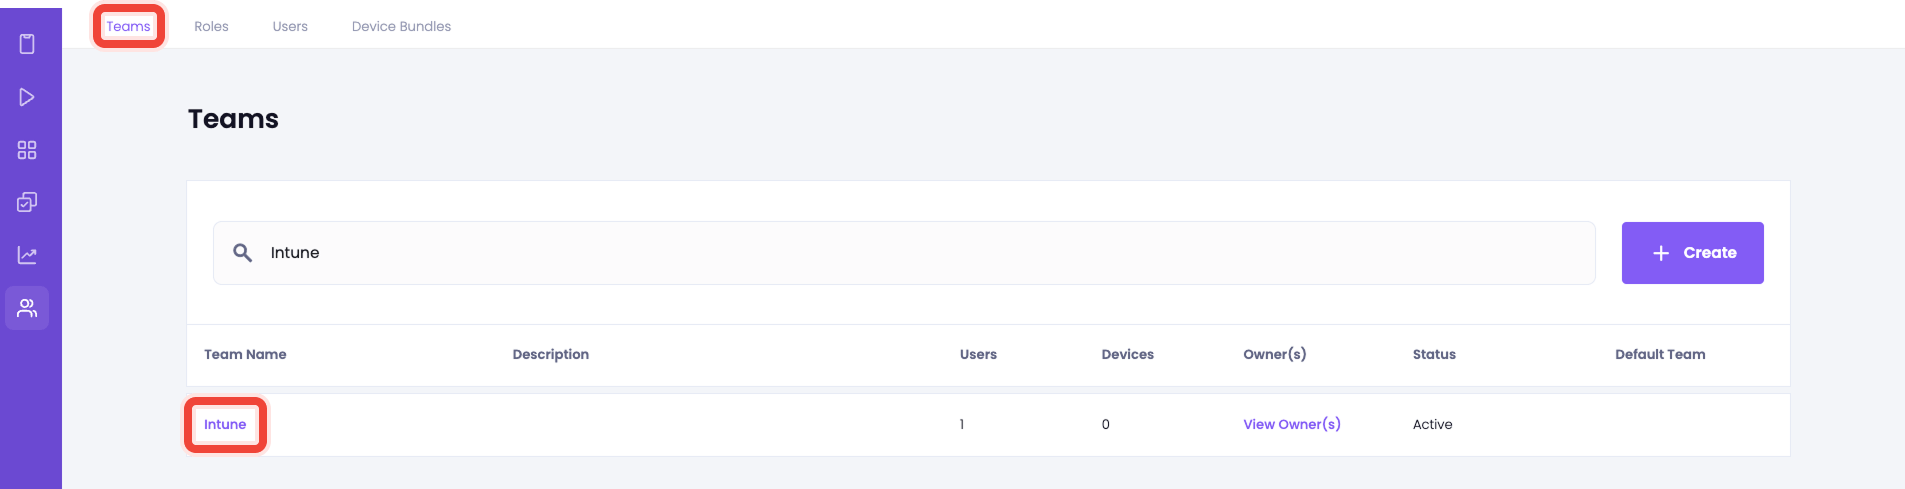 Teams Roles Users Device Bundles
Teams
Intune
Create
Team Name Description Users Devices Owner(s) Status Default Team
Intune 1 0 View Owner(s) Active